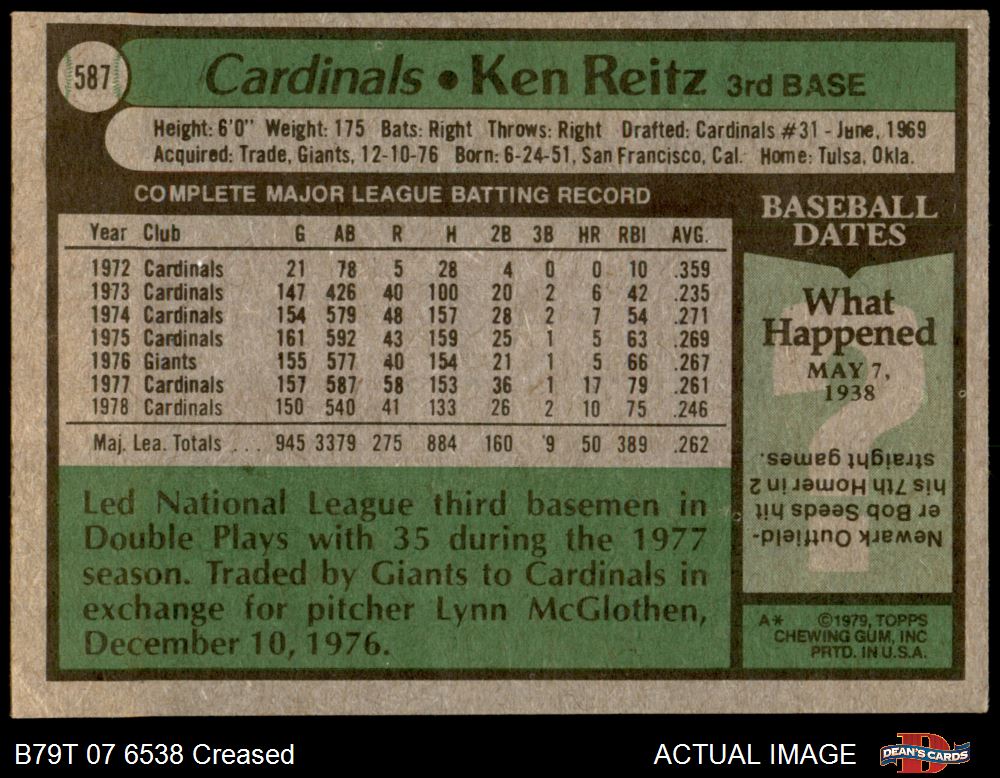 587
Cardinals • Ken Reitz 3rd BASE
Height: 6'0" Weight: 175 Bats: Right Throws: Right Drafted: Cardinals #31 - June, 1969
Acquired: Trade, Giants, 12-10-76 Born: 6-24-51, San Francisco, Cal. Home: Tulsa, Okla.
COMPLETE MAJOR LEAGUE BATTING RECORD
Year Club G AB R H 2B 3B HR RBI AVG.
1972 Cardinals 21 78 5 28 4 0 0 10 .359
1973 Cardinals 147 426 40 100 20 2 6 42 .235
1974 Cardinals 154 579 48 157 28 2 7 54 .271
1975 Cardinals 161 592 43 159 25 1 5 63 .269
1976 Giants 155 577 40 154 21 1 5 66 .267
1977 Cardinals 157 587 58 153 36 1 17 79 .261
1978 Cardinals 150 540 41 133 26 2 10 75 .246
Maj. Lea. Totals . . . 945 3379 275 884 160 9 50 389 .262
Led National League third basemen in
Double Plays with 35 during the 1977
season. Traded by Giants to Cardinals in
exchange for pitcher Lynn McGlothen,
December 10, 1976.
BASEBALL
DATES
What
Happened
MAY 7,
1938
?
Newark Outfield-
er Bob Seeds hit
his 7th Homer in 2
straight games.
A* ©1979, TOPPS
CHEWING GUM, INC
PRTD. IN U.S.A.
B79T 07 6538 Creased
ACTUAL IMAGE
DEAN'S CARDS